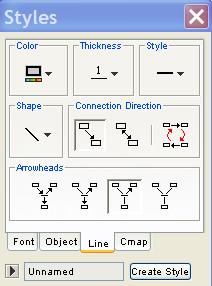 Styles
Color
Thickness
Style
1
Shape
Connection Direction
Arrowheads
Font
Object
Line
Cmap
Unnamed
Create Style